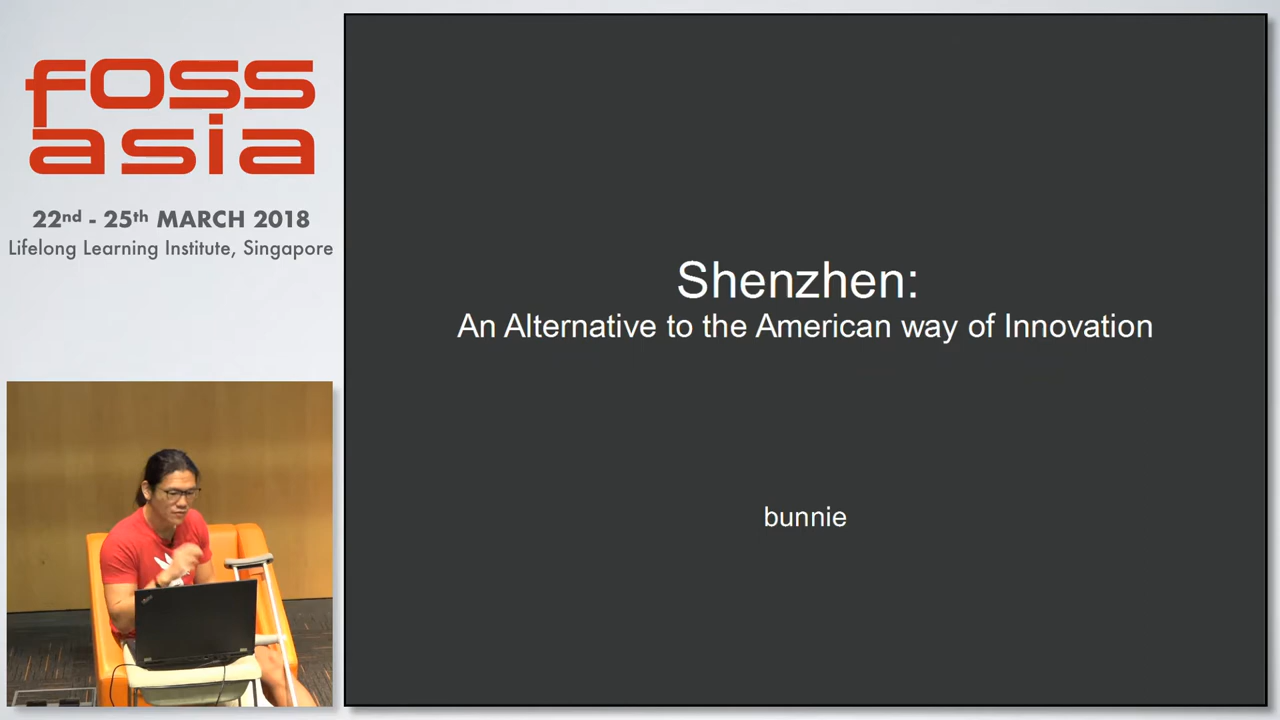 foss
asia
22nd - 25th MARCH 2018
Lifelong Learning Institute, Singapore
Shenzhen:
An Alternative to the American way of Innovation
bunnie